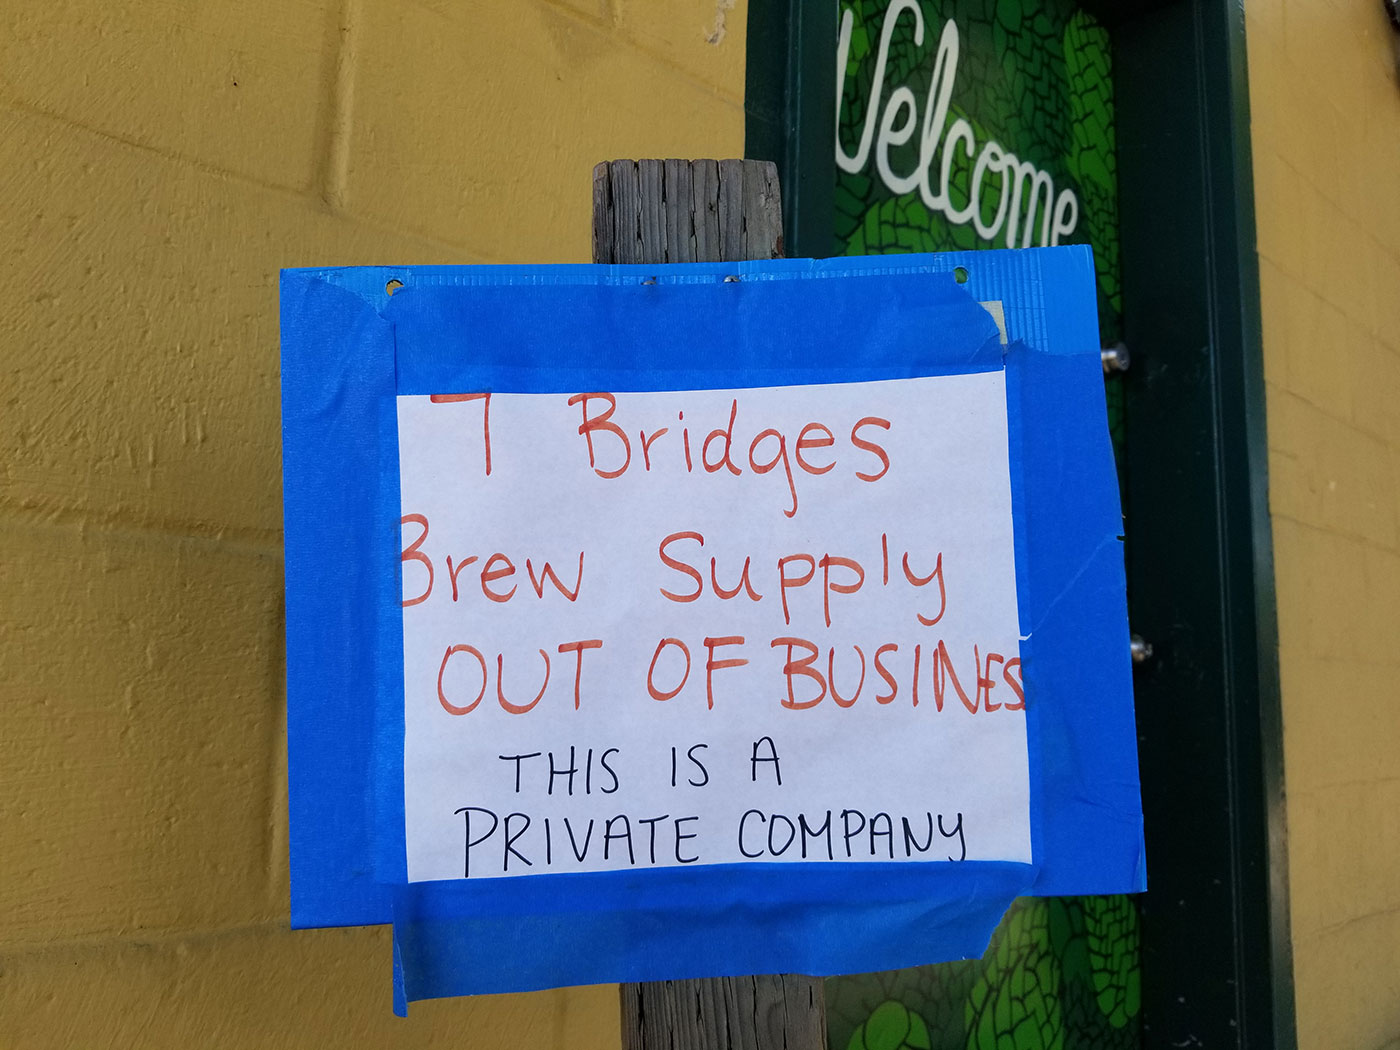 Welcome
7 Bridges
Brew Supply
OUT OF BUSINES
THIS IS A
PRIVATE COMPANY